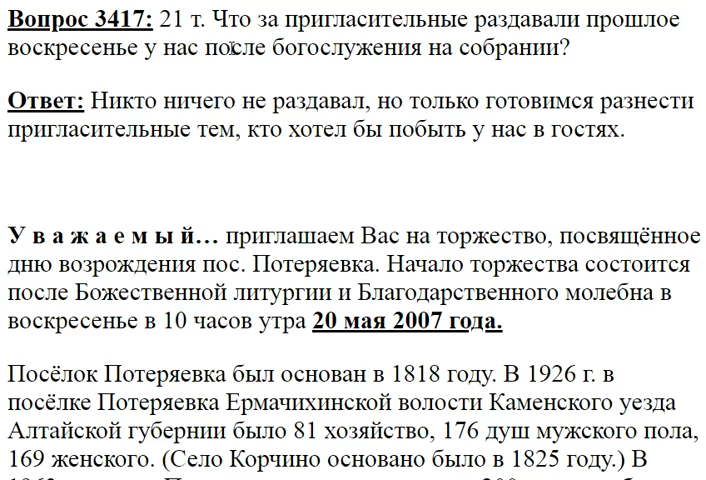 Вопрос 3417: 21 т. Что за пригласительные раздавали прошлое
воскресенье у нас после богослужения на собрании?
Ответ: Никто ничего не раздавал, но только готовимся разнести
пригласительные тем, кто хотел бы побыть у нас в гостях.
У в а ж а е м ы й… приглашаем Вас на торжество, посвящённое
дню возрождения пос. Потеряевка. Начало торжества состоится
после Божественной литургии и Благодарственного молебна в
воскресенье в 10 часов утра 20 мая 2007 года.
Посёлок Потеряевка был основан в 1818 году. В 1926 г. в
посёлке Потеряевка Ермачихинской волости Каменского уезда
Алтайской губернии было 81 хозяйство, 176 душ мужского пола,
169 женского. (Село Корчино основано было в 1825 году.) В